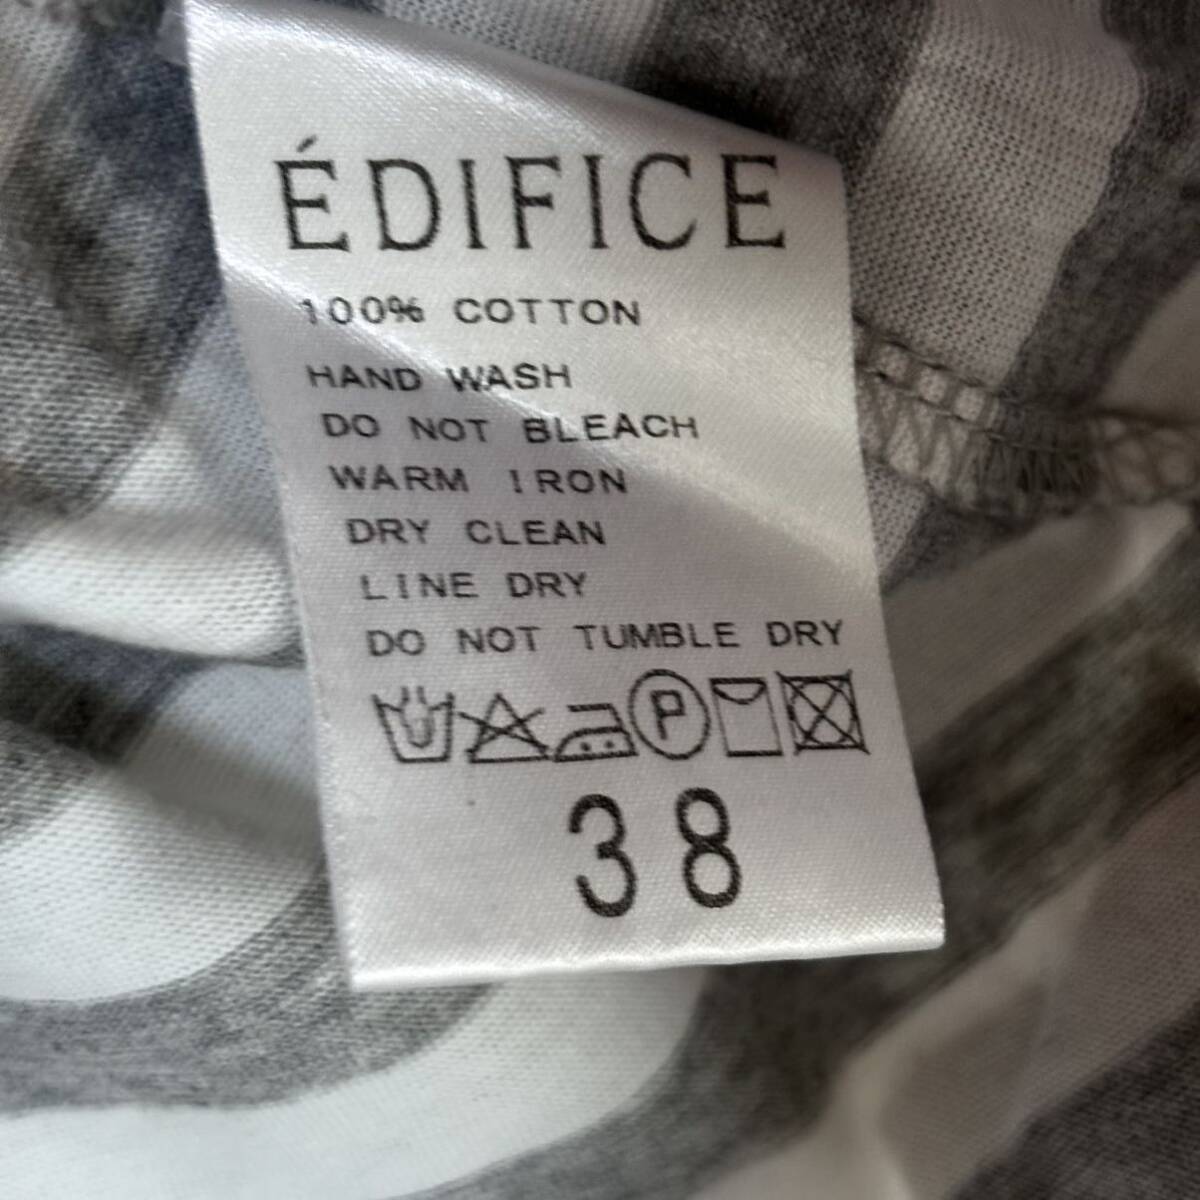 ÉDIFICE
100% COTTON
HAND WASH
DO NOT BLEACH
WARM IRON
DRY CLEAN
LINE DRY
DO NOT TUMBLE DRY
P
38